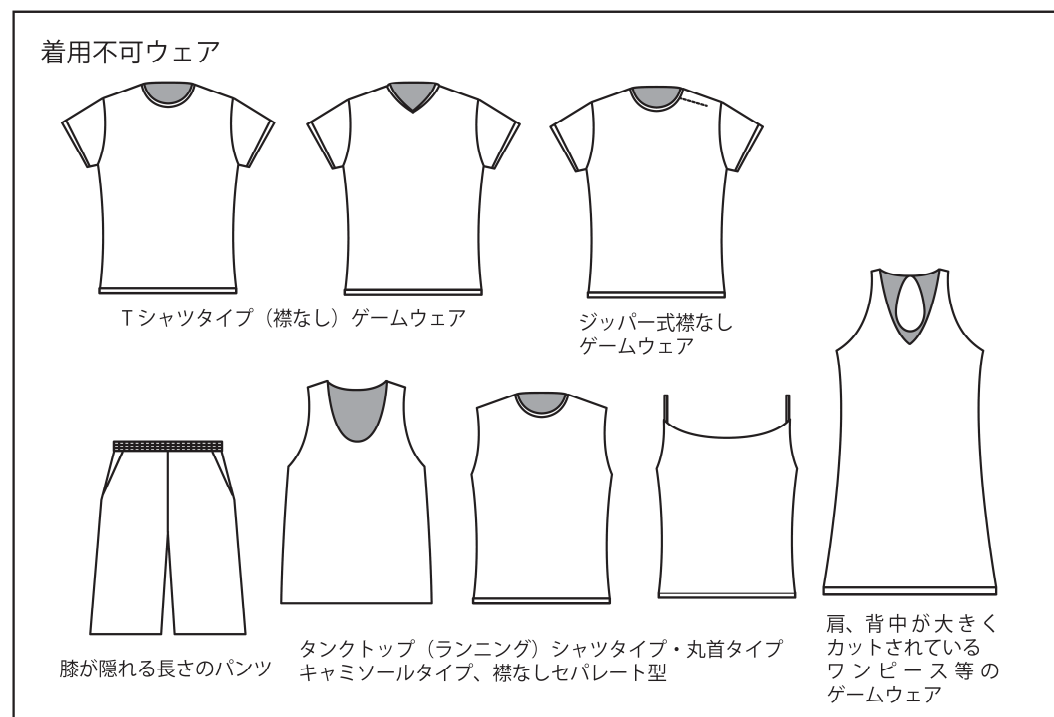 着用不可ウェア
Tシャツタイプ（襟なし）ゲームウェア
ジッパー式襟なし
ゲームウェア
膝が隠れる長さのパンツ
タンクトップ（ランニング）シャツタイプ・丸首タイプ
キャミソールタイプ、襟なしセパレート型
肩、背中が大きく
カットされている
ワンピース等の
ゲームウェア